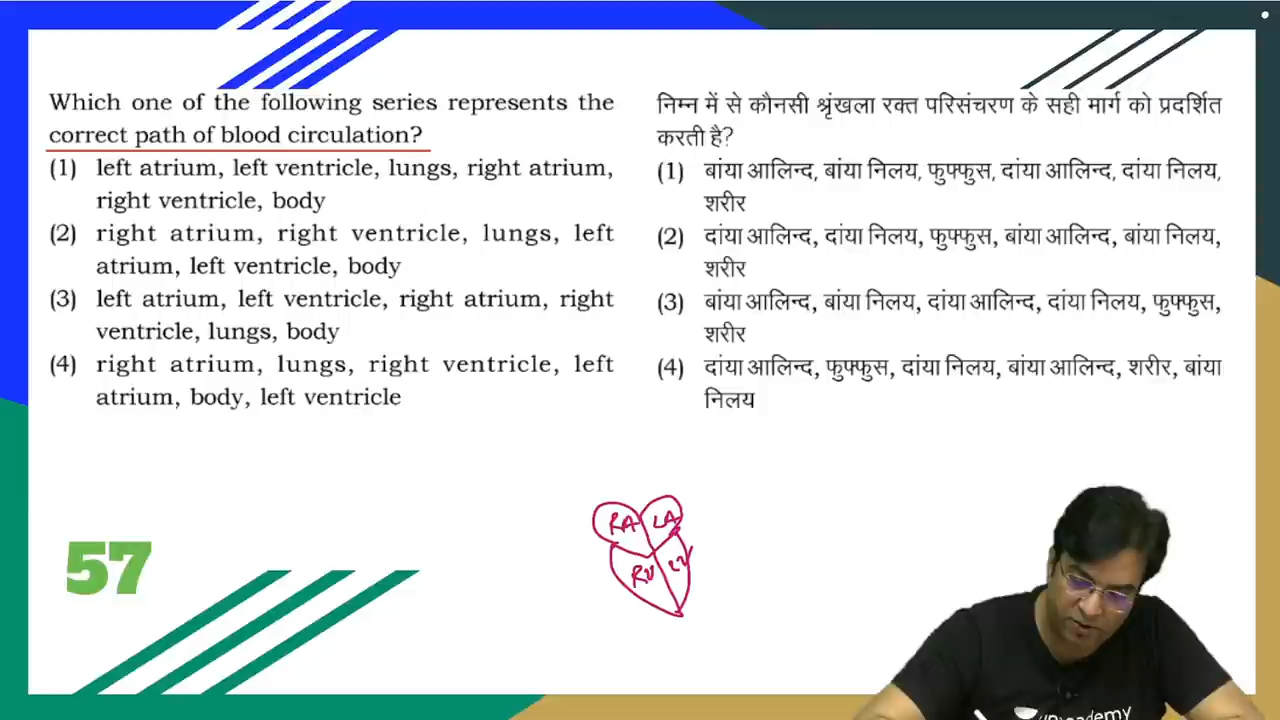 Which one of the following series represents the
correct path of blood circulation?
(1) left atrium, left ventricle, lungs, right atrium,
right ventricle, body
(2) right atrium, right ventricle, lungs, left
atrium, left ventricle, body
(3) left atrium, left ventricle, right atrium, right
ventricle, lungs, body
(4) right atrium, lungs, right ventricle, left
atrium, body, left ventricle
निम्न में से कौनसी श्रृंखला रक्त परिसंचरण के सही मार्ग को प्रदर्शित
करती है?
(1) बांया आलिन्द, बांया निलय, फुफ्फुस, दांया आलिन्द, दांया निलय,
शरीर
(2) दांया आलिन्द, दांया निलय, फुफ्फुस, बांया आलिन्द, बांया निलय,
शरीर
(3) बांया आलिन्द, बांया निलय, दांया आलिन्द, दांया निलय, फुफ्फुस,
शरीर
(4) दांया आलिन्द, फुफ्फुस, दांया निलय, बांया आलिन्द, शरीर, बांया
निलय
RA LA
RV LV
57